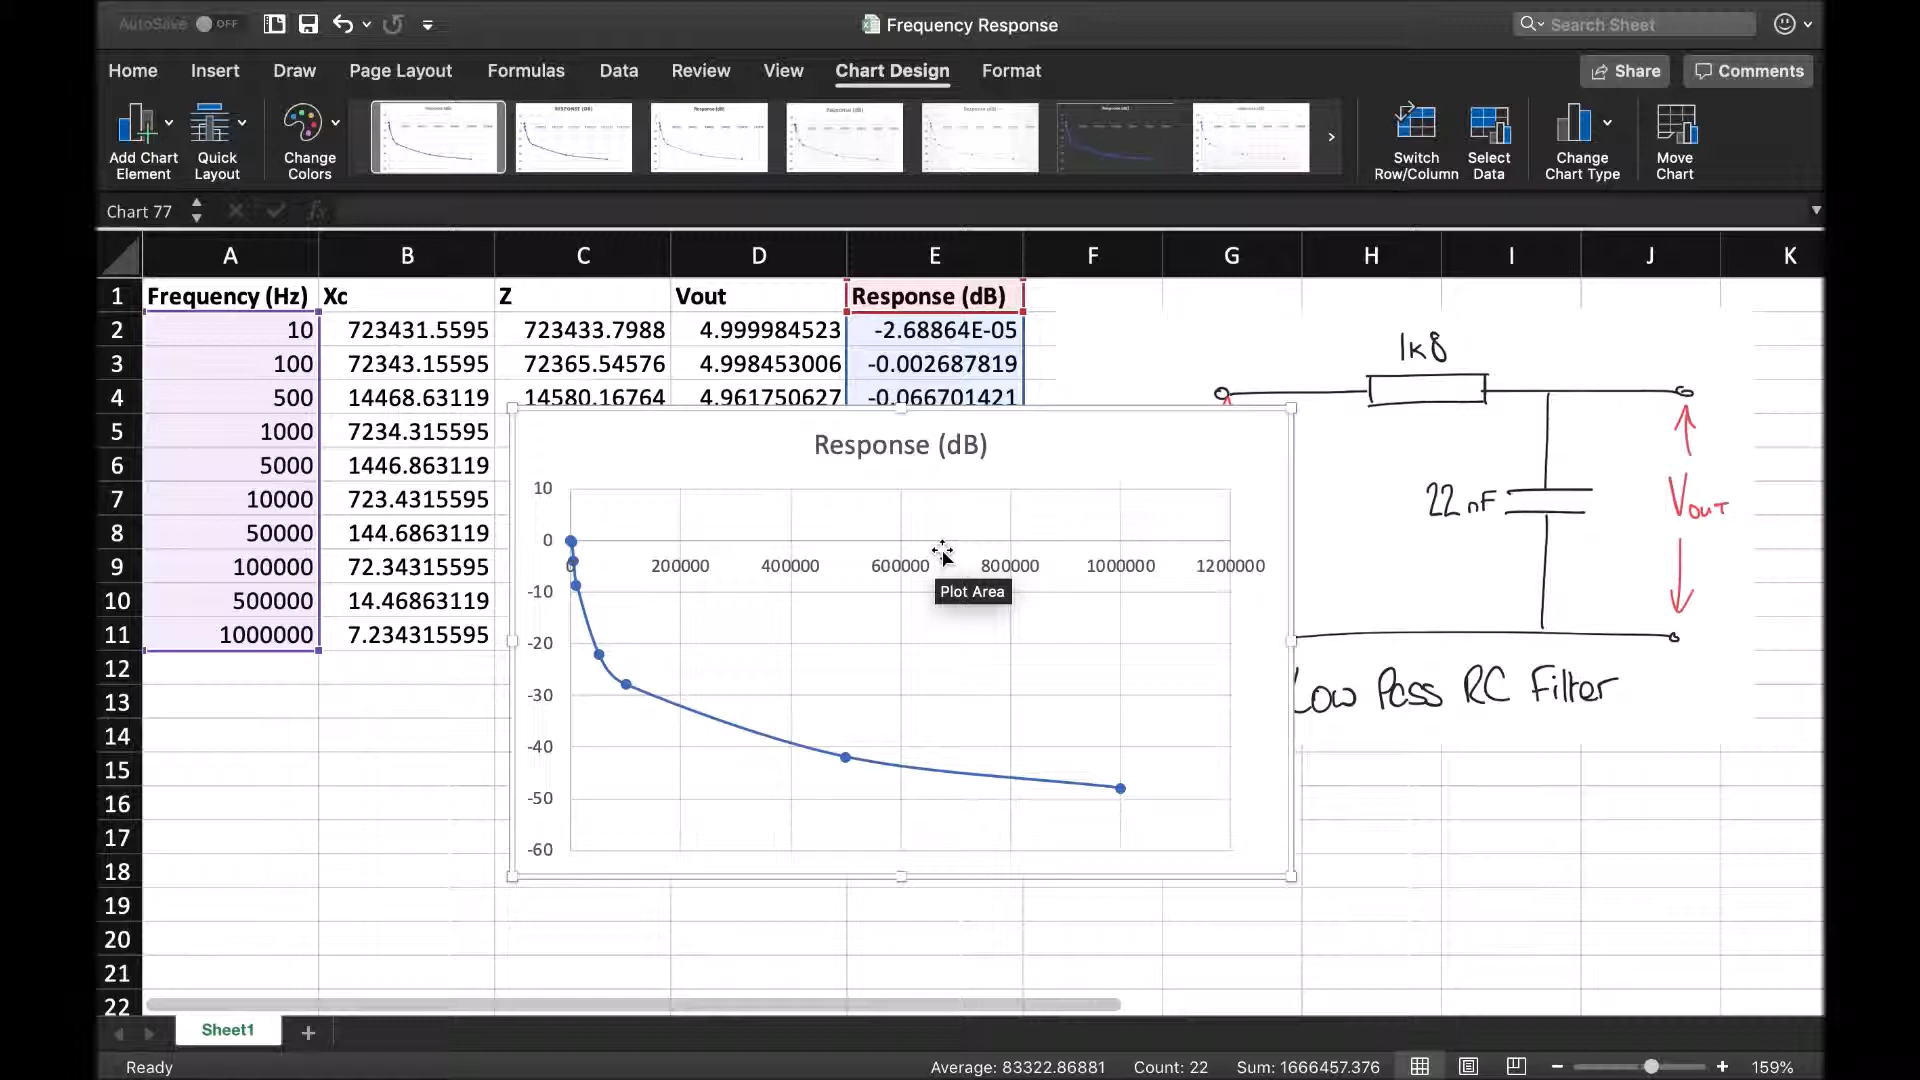 AutoSave OFF
Frequency Response
Search Sheet
Home Insert Draw Page Layout Formulas Data Review View Chart Design Format
Share Comments
Add Chart Element
Quick Layout
Change Colors
Switch Row/Column
Select Data
Change Chart Type
Move Chart
Chart 77
fx
A B C D E F G H I J K
1 Frequency (Hz) Xc Z Vout Response (dB)
2 10 723431.5595 723433.7988 4.999984523 -2.68864E-05
3 100 72343.15595 72365.54576 4.998453006 -0.002687819
4 500 14468.63119 14580.16764 4.961750627 -0.066701421
5 1000 7234.315595
6 5000 1446.863119
7 10000 723.4315595
8 50000 144.6863119
9 100000 72.34315595
10 500000 14.46863119
11 1000000 7.234315595
12
13
14
15
16
17
18
19
20
21
22
Response (dB)
10
0
0 200000 400000 600000 800000 1000000 1200000
-10
-20
-30
-40
-50
-60
Plot Area
1k8
22nF
VOUT
Low Pass RC Filter
Sheet1
Ready
Average: 83322.86881 Count: 22 Sum: 1666457.376
159%